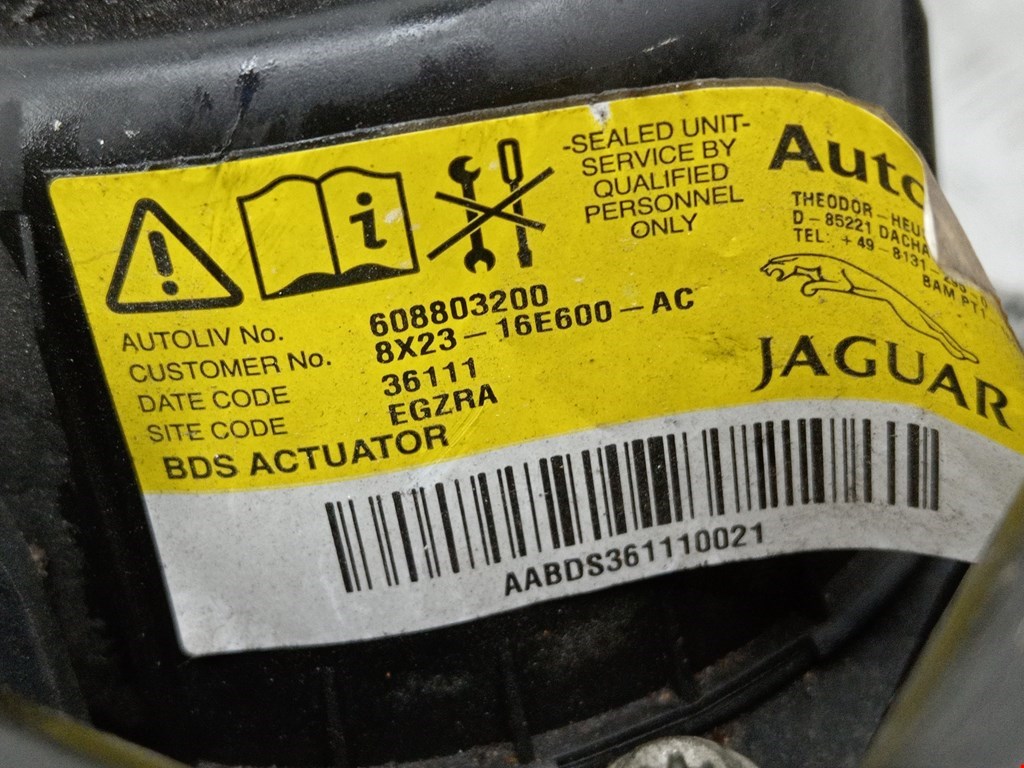 -SEALED UNIT-
SERVICE BY
QUALIFIED
PERSONNEL
ONLY
THEODOR-HEU
D-85221 DACHA
TEL: +49-8131-
JAGUAR
AUTOLIV No. 608803200
CUSTOMER No. 8X23-16E600-AC
DATE CODE 36111
SITE CODE EGZRA
BDS ACTUATOR
AABDS361110021